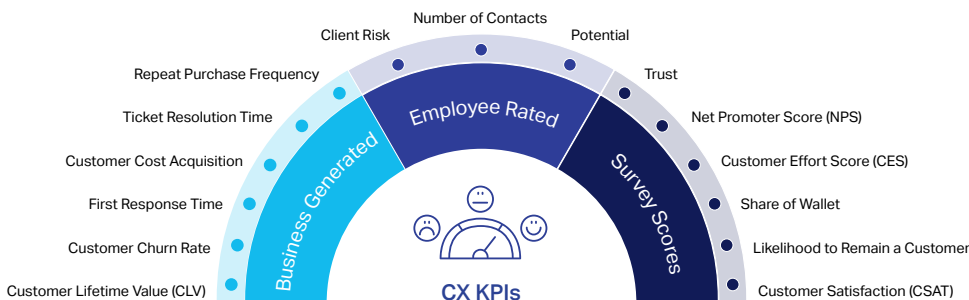 Number of Contacts
Client Risk
Potential
Repeat Purchase Frequency
Trust
Ticket Resolution Time
Net Promoter Score (NPS)
Customer Cost Acquisition
Customer Effort Score (CES)
First Response Time
Share of Wallet
Customer Churn Rate
Likelihood to Remain a Customer
Customer Lifetime Value (CLV)
Customer Satisfaction (CSAT)
Business Generated
Employee Rated
Survey Scores
CX KPIs